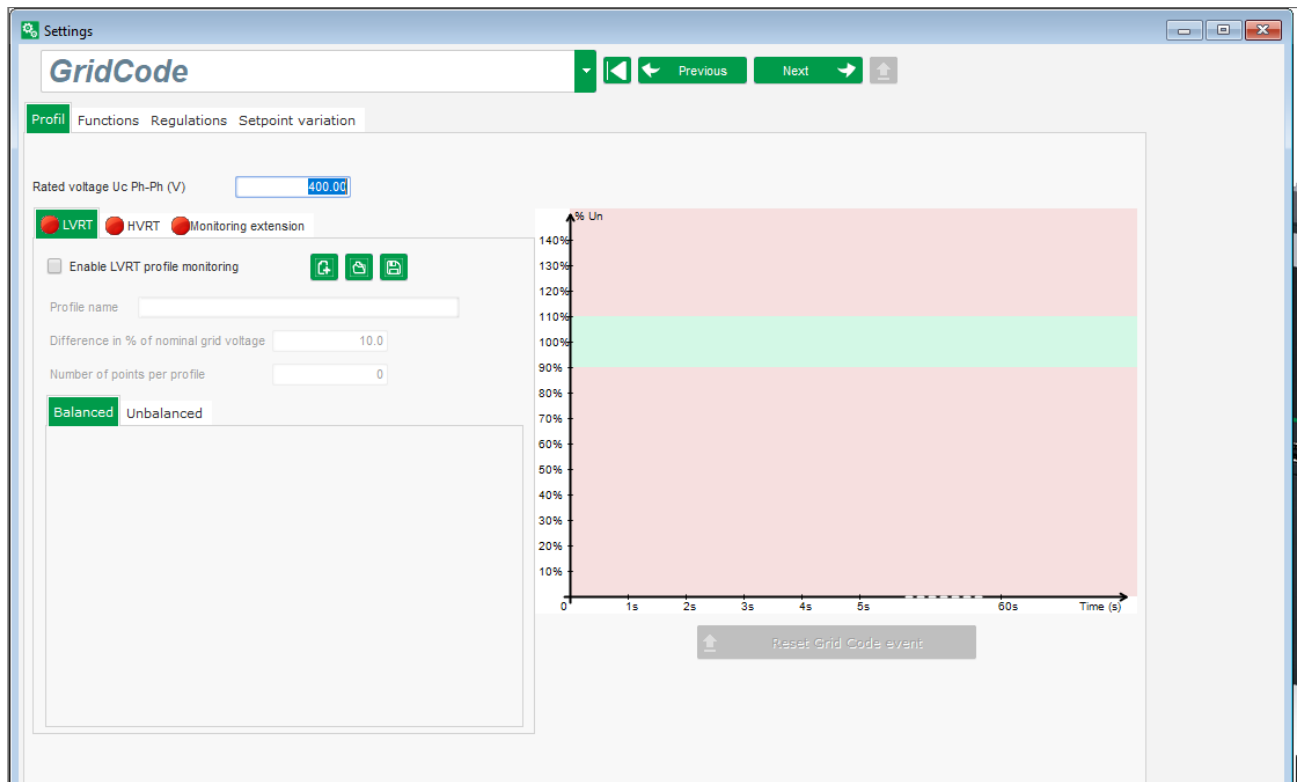 Settings
GridCode
Previous
Next
Profil Functions Regulations Setpoint variation
Rated voltage Uc Ph-Ph (V) 400.00
LVRT HVRT Monitoring extension
Enable LVRT profile monitoring
Profile name
Difference in % of nominal grid voltage 10.0
Number of points per profile 0
Balanced Unbalanced
% Un
140%
130%
120%
110%
100%
90%
80%
70%
60%
50%
40%
30%
20%
10%
0 1s 2s 3s 4s 5s 60s Time (s)
Reset Grid Code event